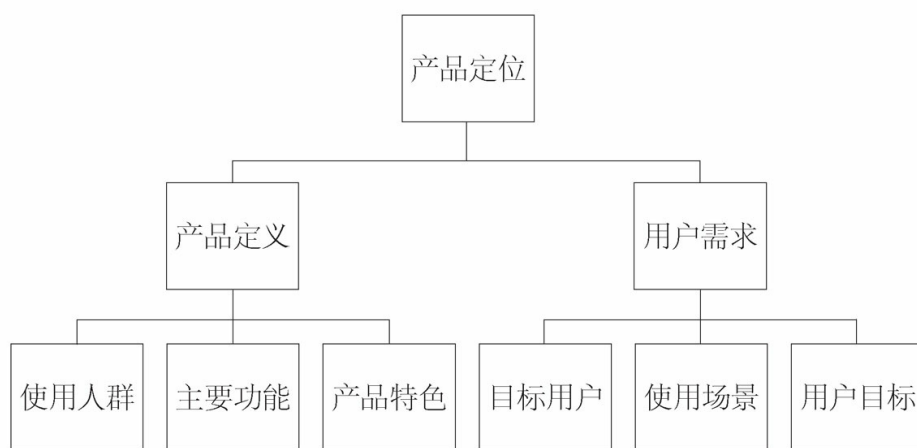 产品定位
产品定义
用户需求
使用人群
主要功能
产品特色
目标用户
使用场景
用户目标